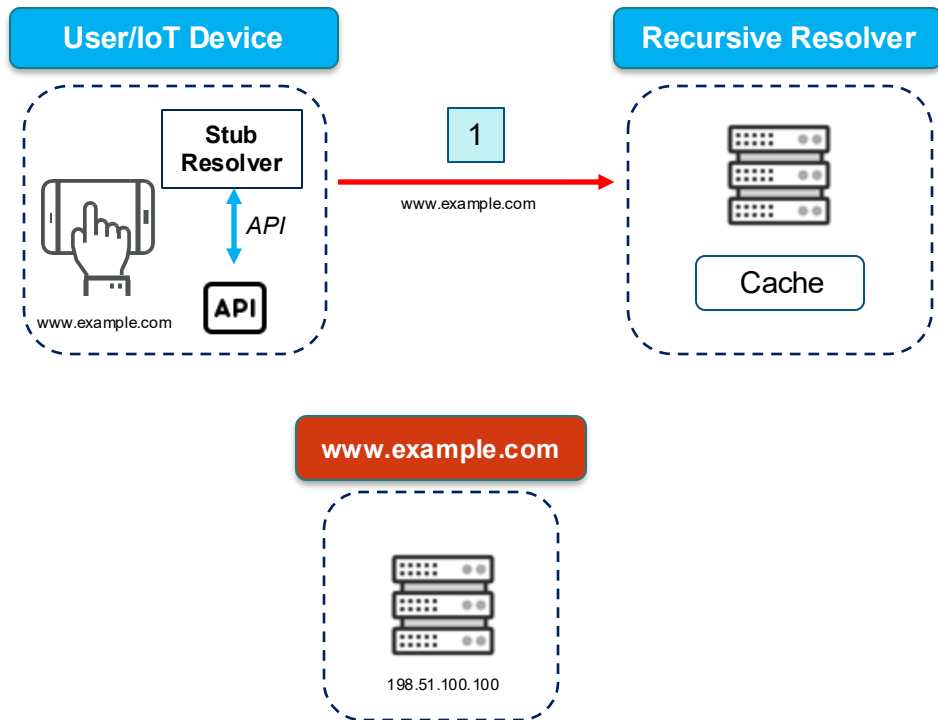 User/IoT Device
Recursive Resolver
Stub
Resolver
1
www.example.com
API
API
www.example.com
Cache
www.example.com
198.51.100.100